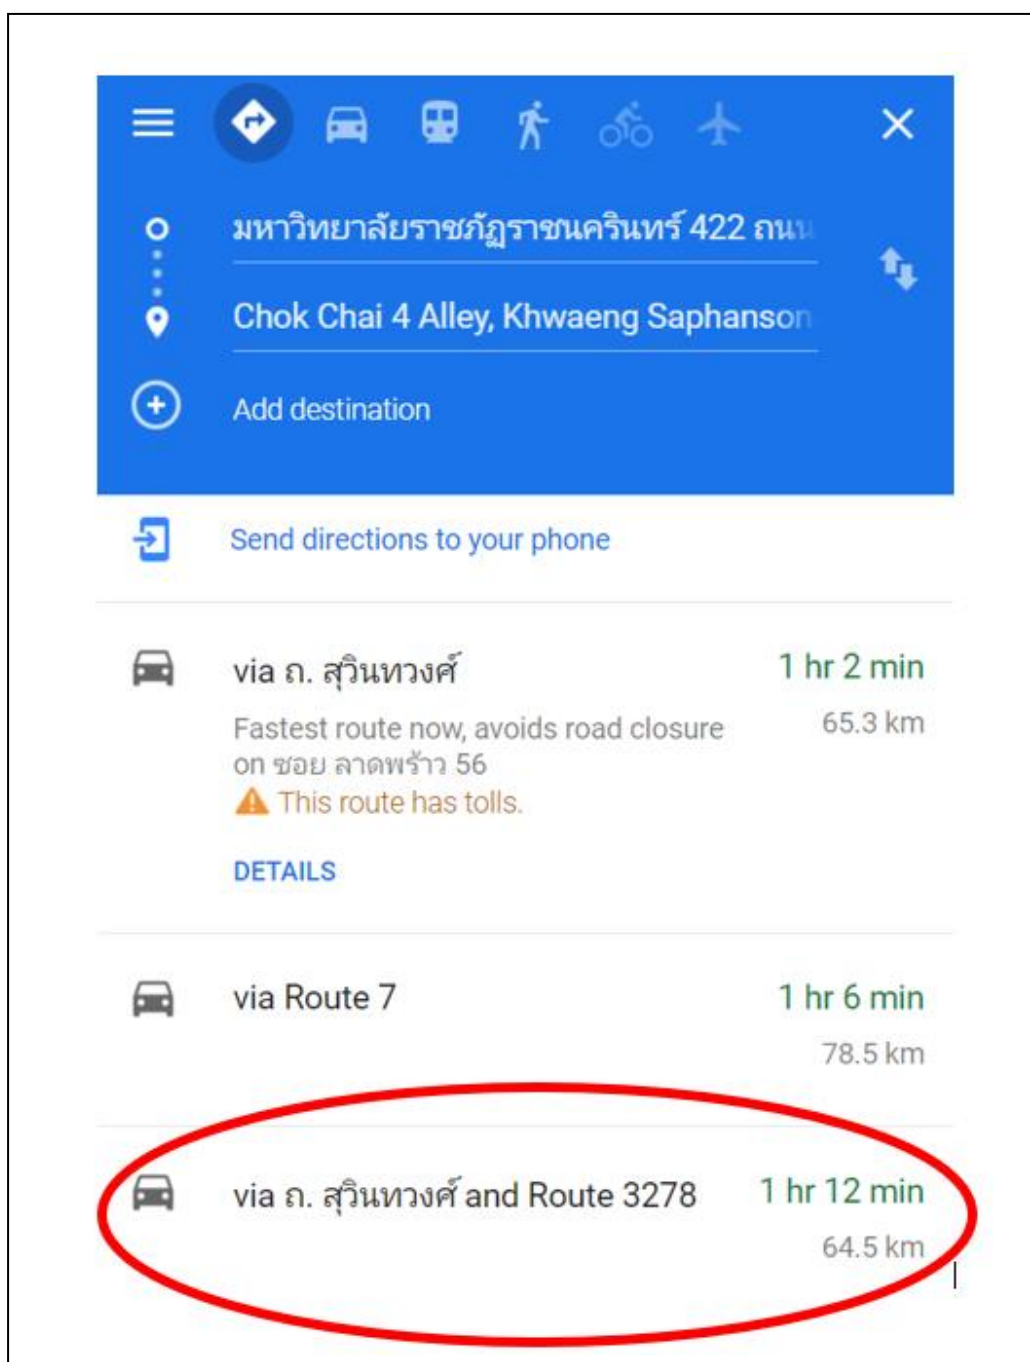 มหาวิทยาลัยราชภัฏราชนครินทร์ 422 ถนน
Chok Chai 4 Alley, Khwaeng Saphanson
Add destination
Send directions to your phone
via ถ. สุวินทวงศ์ 1 hr 2 min
Fastest route now, avoids road closure 65.3 km
on ซอย ลาดพร้าว 56
This route has tolls.
DETAILS
via Route 7 1 hr 6 min
78.5 km
via ถ. สุวินทวงศ์ and Route 3278 1 hr 12 min
64.5 km